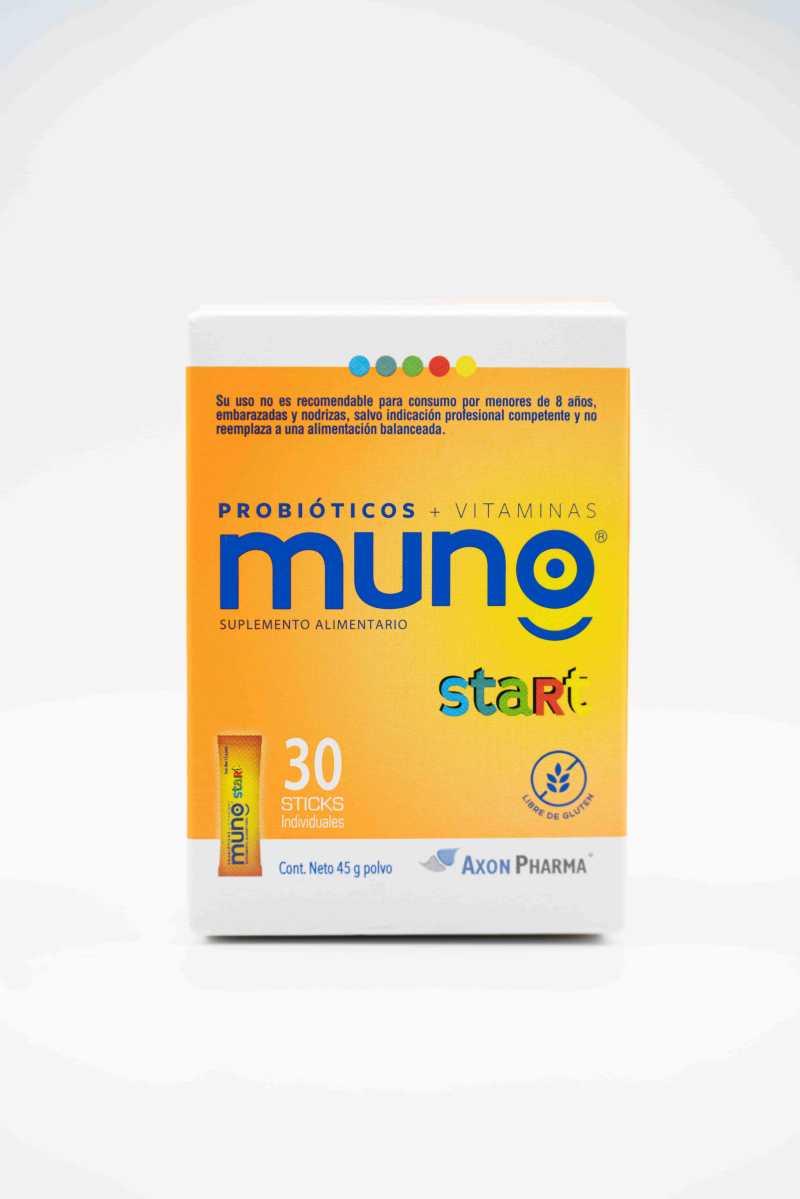 Su uso no es recomendable para consumo por menores de 8 años,
embarazadas y nodrizas, salvo indicación profesional competente y no
reemplaza a una alimentación balanceada.
PROBIÓTICOS + VITAMINAS
muno®
SUPLEMENTO ALIMENTARIO
staRt
30
STICKS
Individuales
LIBRE DE GLUTEN
muno staRt
Cont. Neto 45 g polvo
AXON PHARMA®